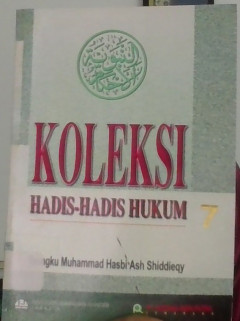 KOLEKSI
HADIS-HADIS HUKUM 7
Muhammad Hasbi Ash Shiddieqy